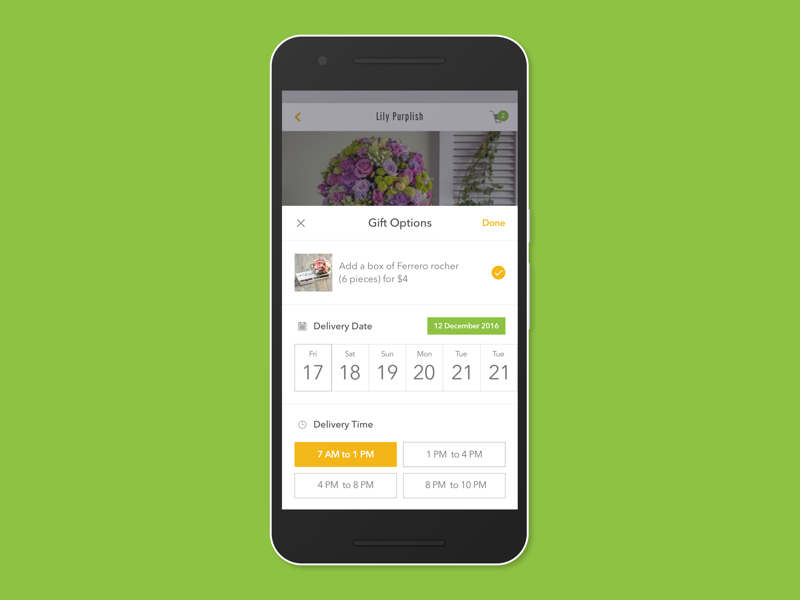 Lily Purplish
2
Gift Options
Done
Add a box of Ferrero rocher
(6 pieces) for $4
Delivery Date
12 December 2016
Fri Sat Sun Mon Tue Tue
17 18 19 20 21 21
Delivery Time
7 AM to 1 PM
1 PM to 4 PM
4 PM to 8 PM
8 PM to 10 PM